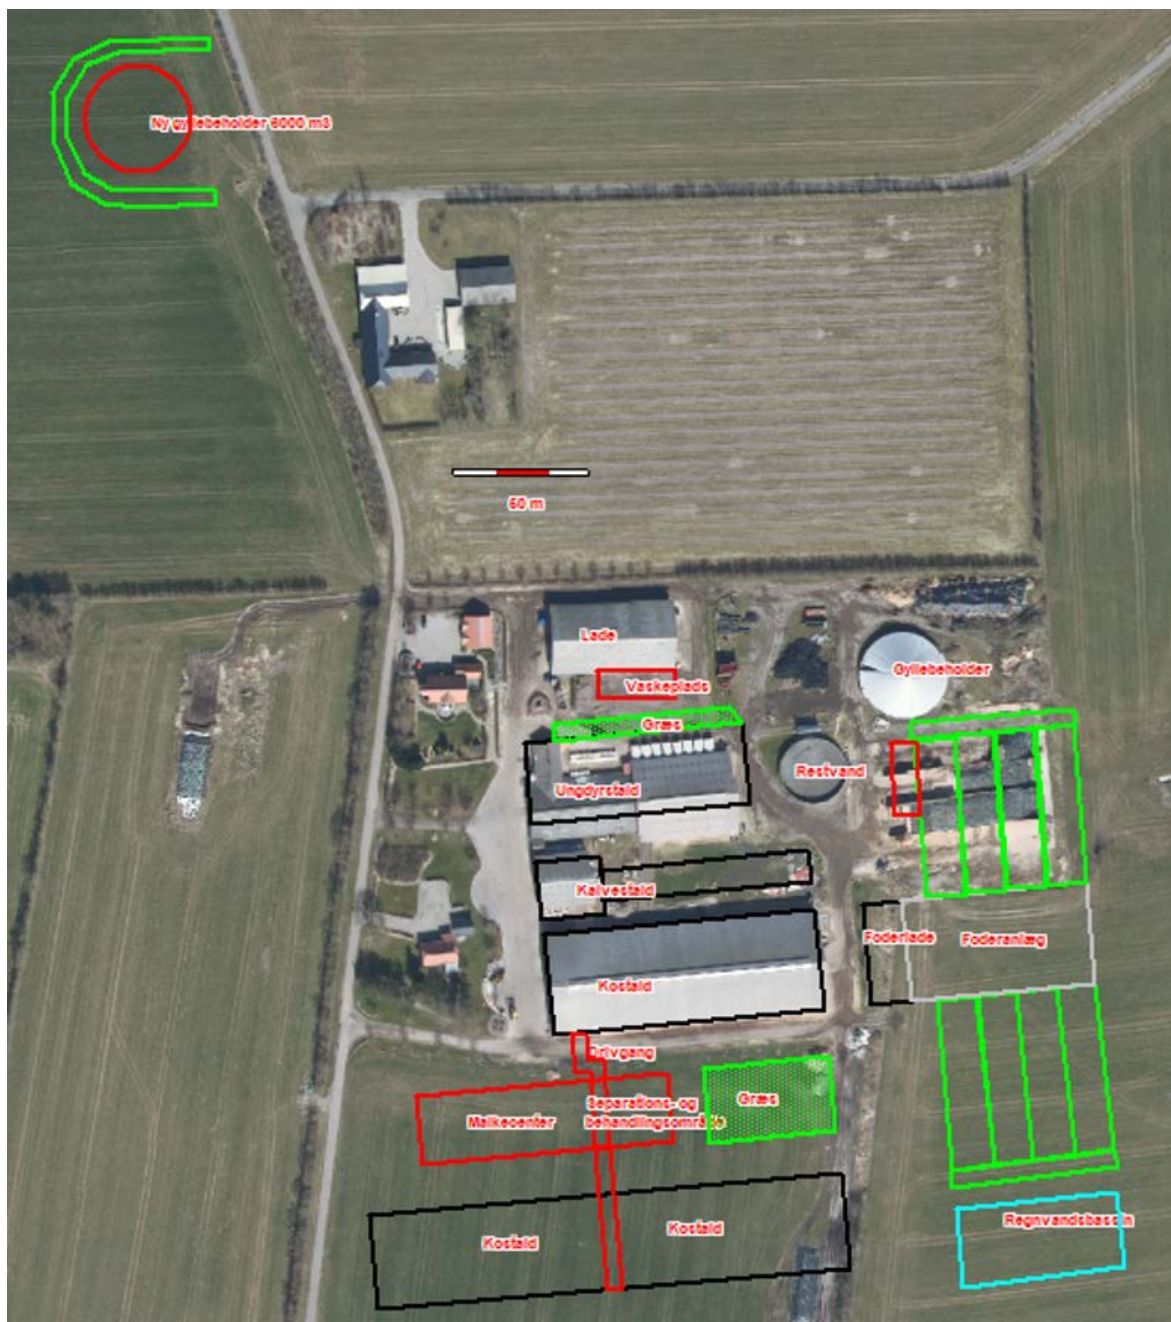 Ny gyllebeholder 6000 m3
50 m
Lade
Vaskeplads
Gyllebeholder
Græs
Restvand
Ungdyrstald
Kalvestald
Foderlade
Foderanlæg
Kostald
Drivgang
Malkecenter
Separations- og
behandlingsområde
Græs
Kostald
Kostald
Regnvandsbassin